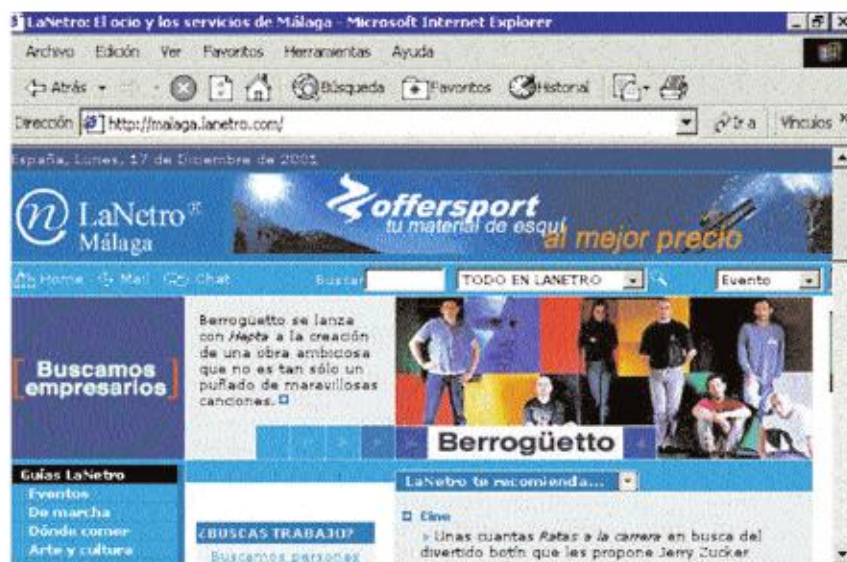 LaNetro: El ocio y los servicios de Málaga - Microsoft Internet Explorer
Archivo Edición Ver Favoritos Herramientas Ayuda
Atrás Búsqueda Favoritos Historial
Dirección http://malaga.lanetro.com/ Ir a Vínculos
España, Lunes, 17 de Diciembre de 2001
n LaNetro®
Málaga
offersport
tu material de esquí
al mejor precio
Home Mail Chat Buscar TODO EN LANETRO Evento
Buscamos
empresarios
Berrogüetto se lanza
con Hepta a la creación
de una obra ambiciosa
que no es tan sólo un
puñado de maravillosas
canciones.
Berrogüetto
Guías LaNetro
Eventos
De marcha
Dónde comer
Arte y cultura
¿BUSCAS TRABAJO?
Buscamos personas
LaNetro te recomienda...
Cine
Unas cuantas Ratas a la carrera en busca del
divertido botín que les propone Jerry Zucker